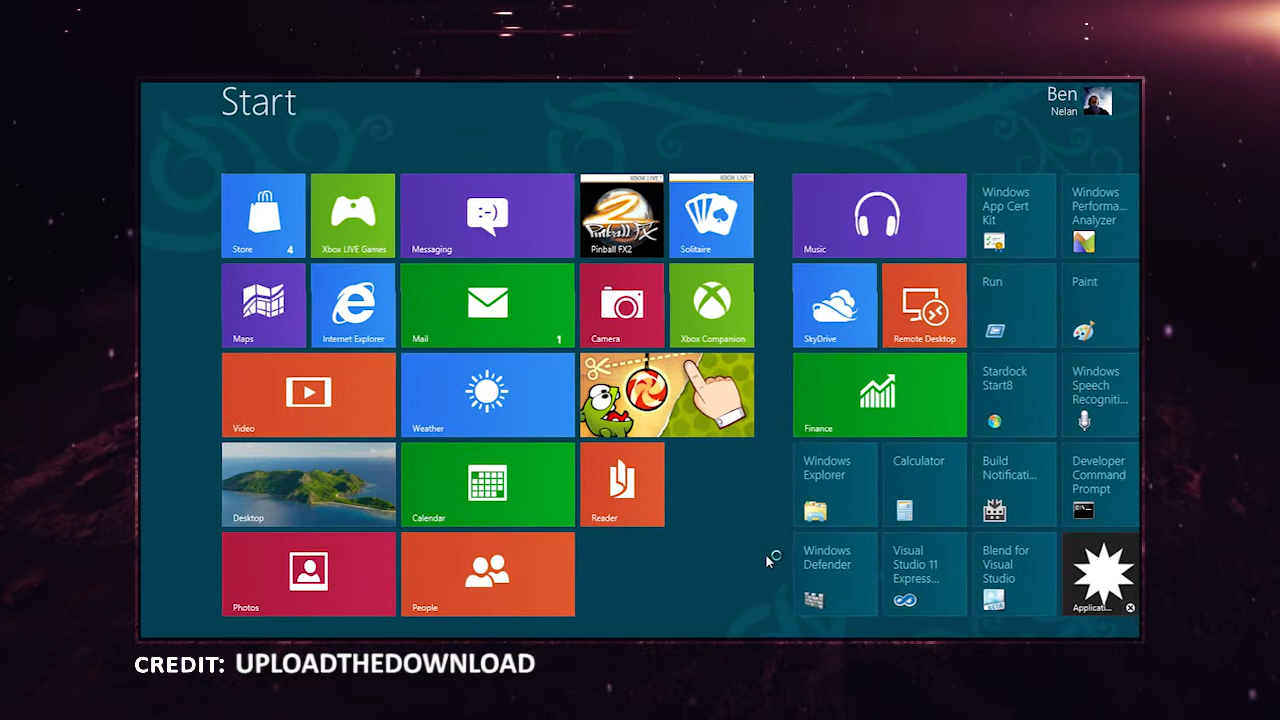 Start
Ben
Nelan
Store 4
Xbox LIVE Games
:-)
Messaging
XBOX LIVE
2
Pinball FX2
XBOX LIVE
Solitaire
Music
Windows
App Cert
Kit
Windows
Performa...
Analyzer
Maps
Internet Explorer
Mail 1
Camera
Xbox Companion
SkyDrive
Remote Desktop
Run
Paint
Video
Weather
Finance
Stardock
Start8
Windows
Speech
Recogniti...
Desktop
Calendar
Reader
Windows
Explorer
Calculator
Build
Notificati...
Developer
Command
Prompt
Photos
People
Windows
Defender
Visual
Studio 11
Express...
Blend for
Visual
Studio
BETA
Applicati...
CREDIT: UPLOADTHEDOWNLOAD